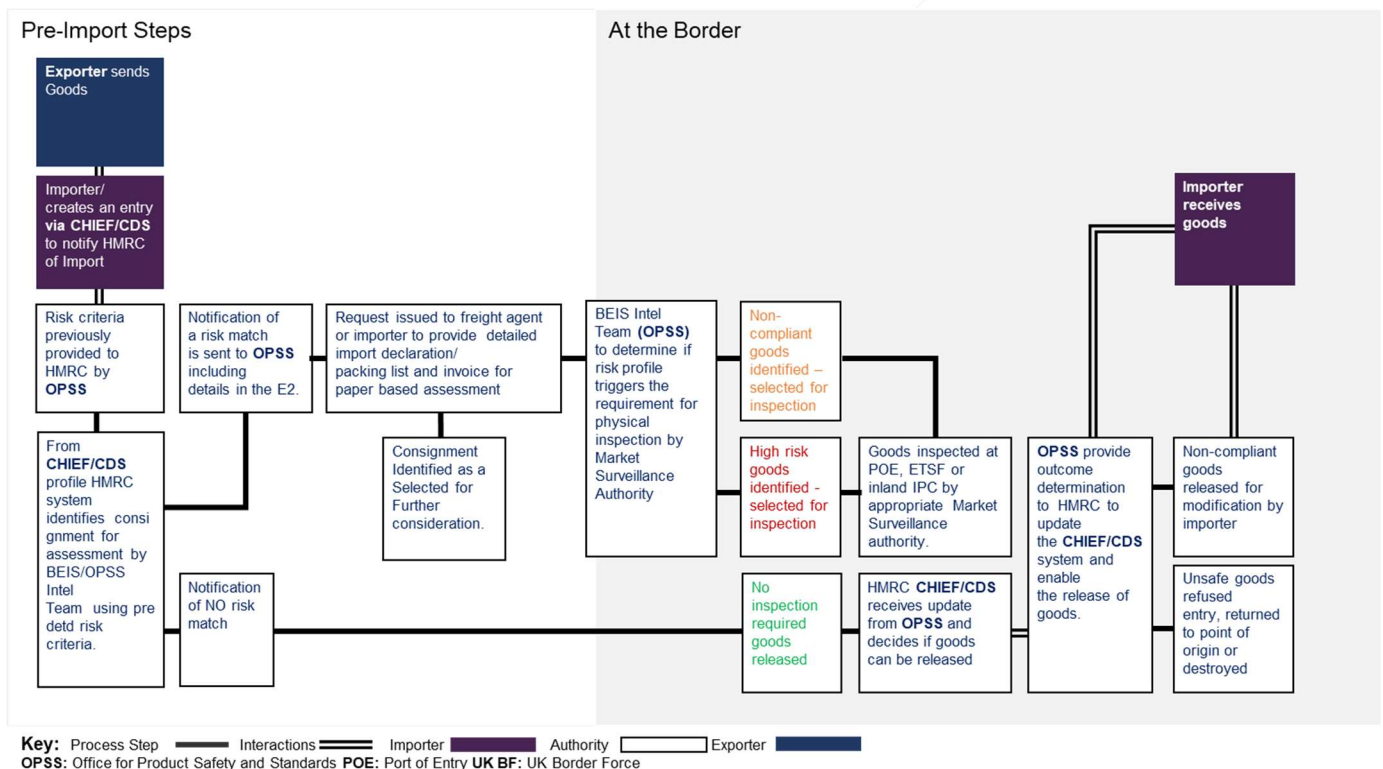 Pre-Import Steps
At the Border
Exporter sends
Goods
Importer/
creates an entry
via CHIEF/CDS
to notify HMRC
of Import
Importer
receives
goods
Risk criteria
previously
provided to
HMRC by
OPSS
Notification of
a risk match
is sent to OPSS
including
details in the E2.
Request issued to freight agent
or importer to provide detailed
import declaration/
packing list and invoice for
paper based assessment
BEIS Intel
Team (OPSS)
to determine if
risk profile
triggers the
requirement for
physical
inspection by
Market
Surveillance
Authority
Non-
compliant
goods
identified –
selected for
inspection
From
CHIEF/CDS
profile HMRC
system
identifies consi
gnment for
assessment by
BEIS/OPSS
Intel
Team using pre
detd risk
criteria.
Consignment
Identified as a
Selected for
Further
consideration.
High risk
goods
identified -
selected for
inspection
Goods inspected at
POE, ETSF or
inland IPC by
appropriate Market
Surveillance
authority.
OPSS provide
outcome
determination
to HMRC to
update
the CHIEF/CDS
system and
enable
the release of
goods.
Non-compliant
goods
released for
modification by
importer
Notification
of NO risk
match
No
inspection
required
goods
released
HMRC CHIEF/CDS
receives update
from OPSS and
decides if goods
can be released
Unsafe goods
refused
entry, returned
to point of
origin or
destroyed
Key: Process Step Interactions Importer Authority Exporter
OPSS: Office for Product Safety and Standards POE: Port of Entry UK BF: UK Border Force